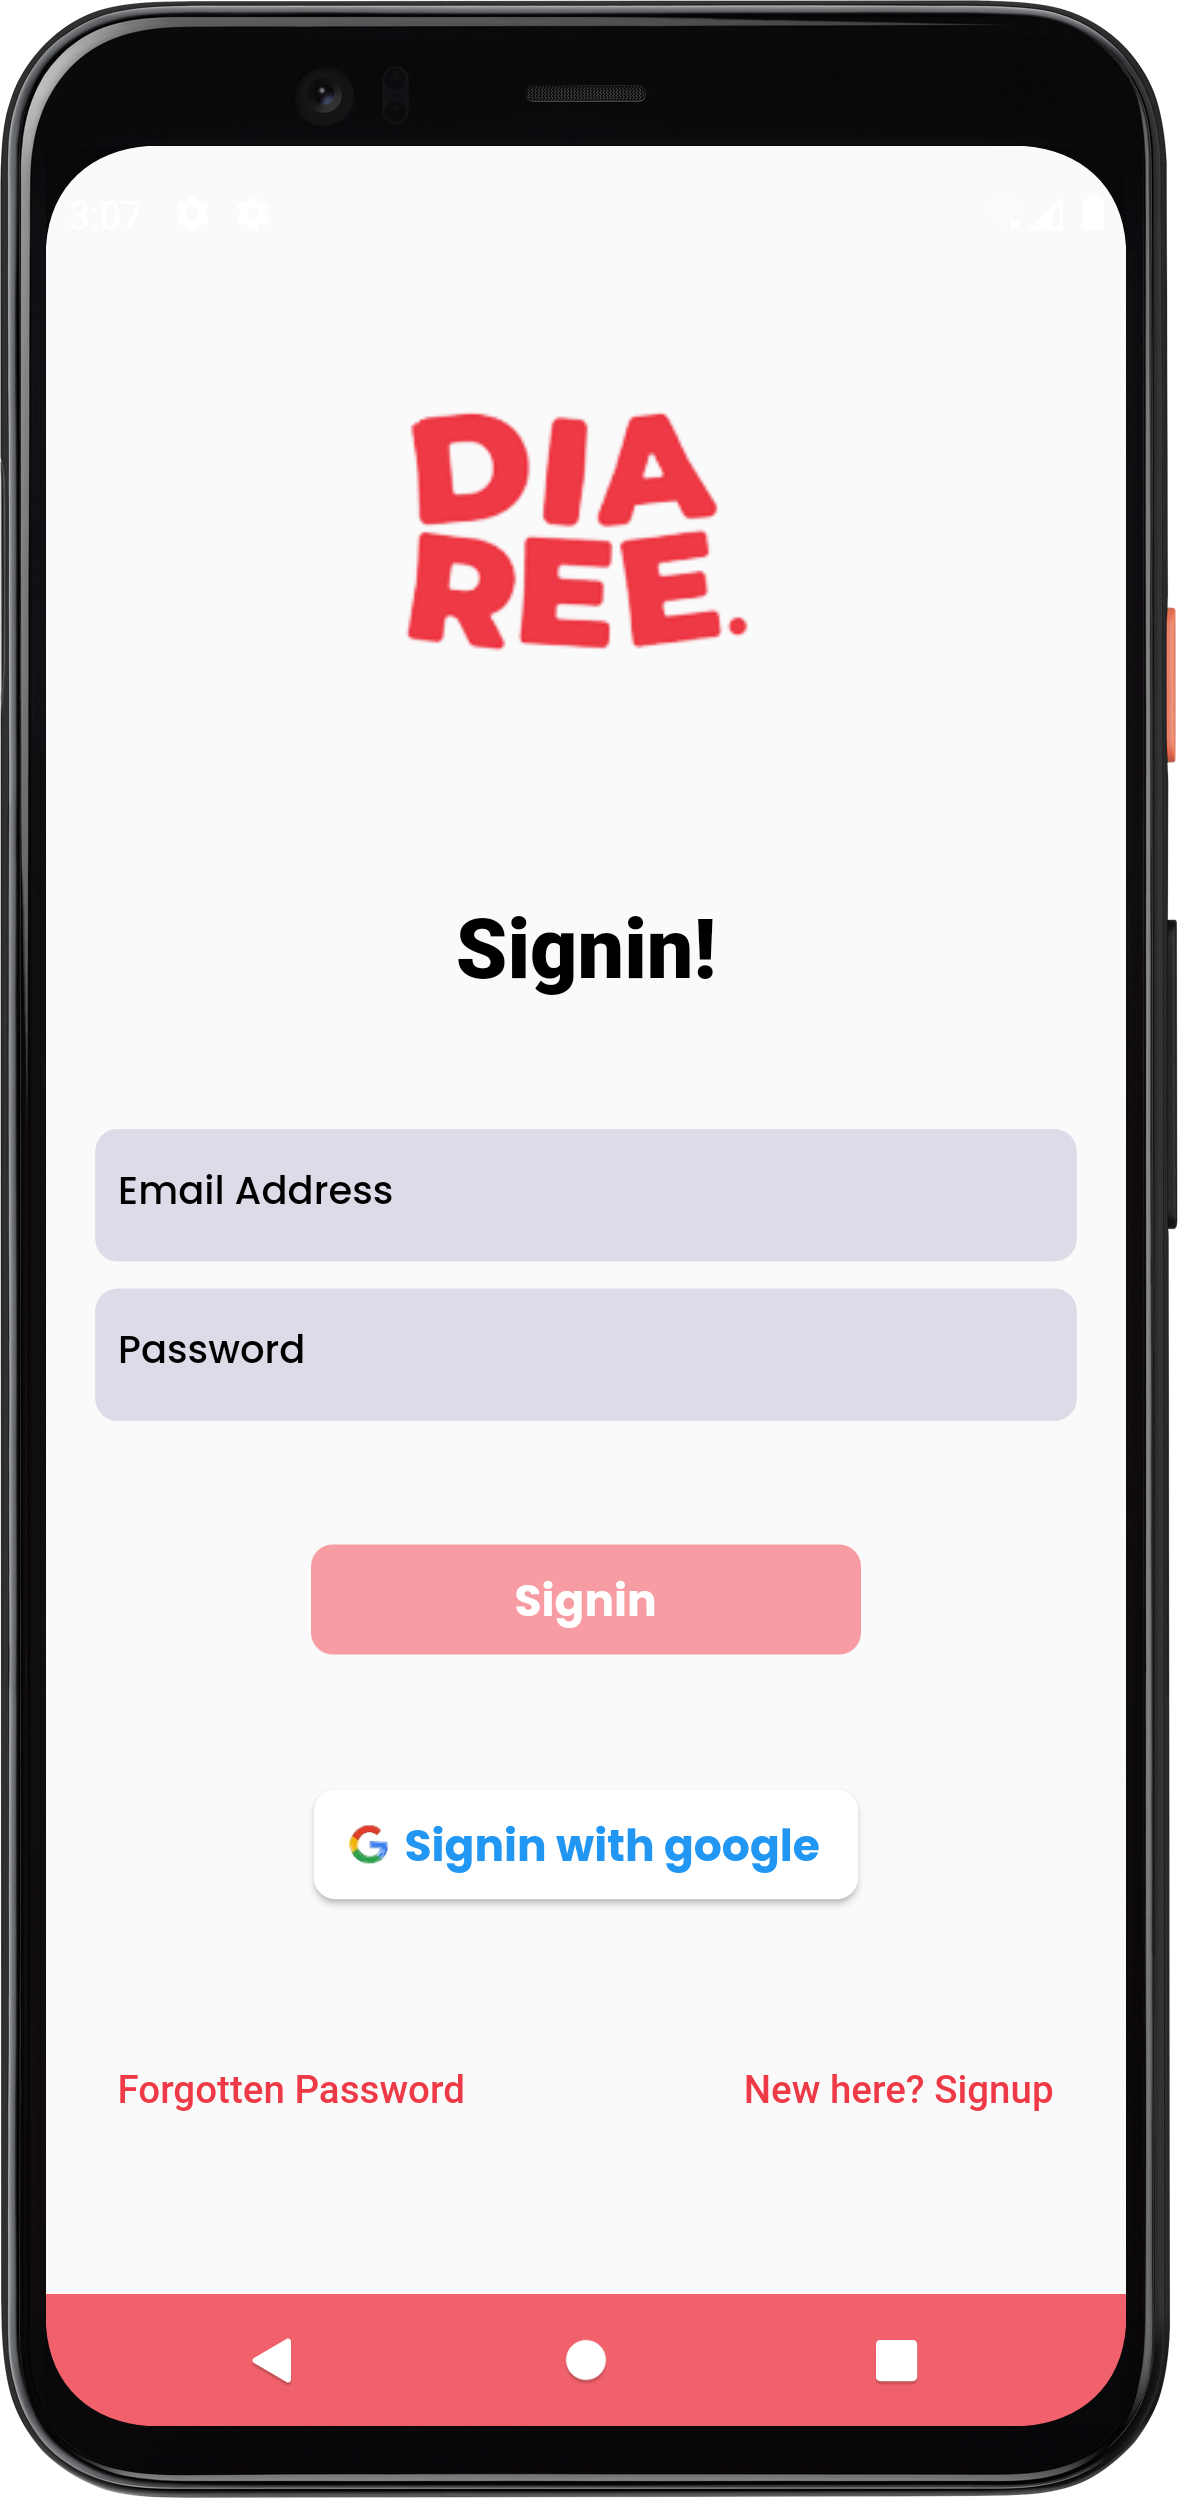 3:07
DIA
REE.
Signin!
Email Address
Password
Signin
Signin with google
Forgotten Password
New here? Signup